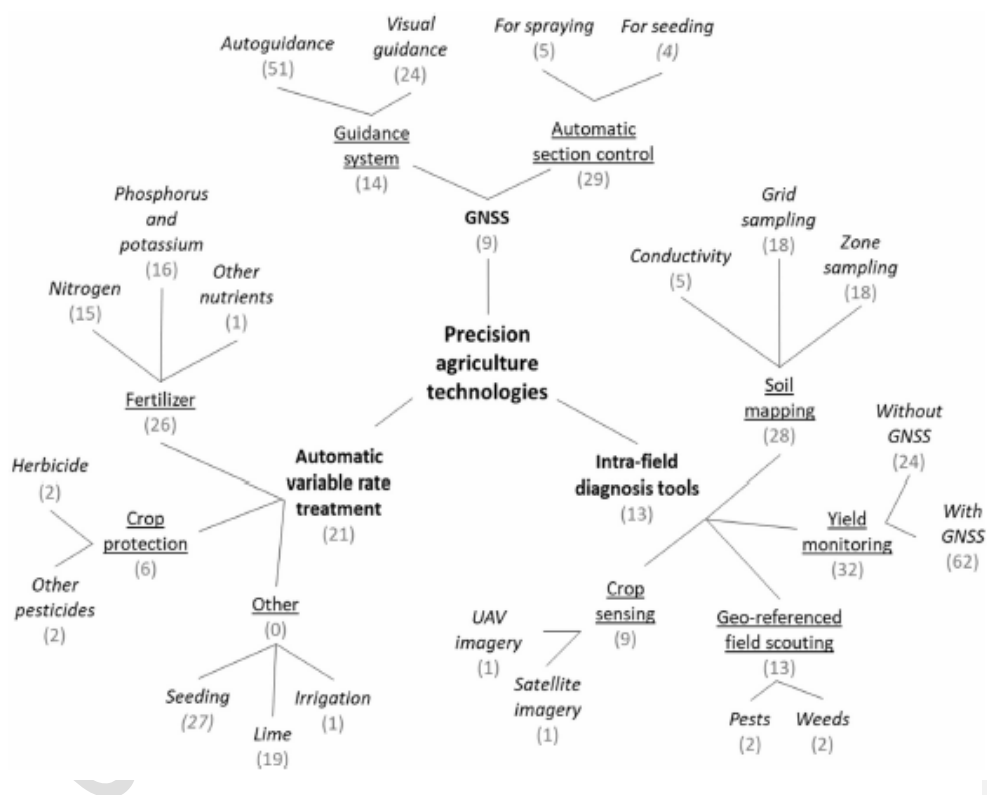 Autoguidance
(51)
Visual
guidance
(24)
For spraying
(5)
For seeding
(4)
Guidance
system
(14)
Automatic
section control
(29)
GNSS
(9)
Phosphorus
and
potassium
(16)
Nitrogen
(15)
Other
nutrients
(1)
Fertilizer
(26)
Precision
agriculture
technologies
Conductivity
(5)
Grid
sampling
(18)
Zone
sampling
(18)
Soil
mapping
(28)
Automatic
variable rate
treatment
(21)
Intra-field
diagnosis tools
(13)
Without
GNSS
(24)
With
GNSS
(62)
Yield
monitoring
(32)
Herbicide
(2)
Crop
protection
(6)
Other
pesticides
(2)
Other
(0)
Seeding
(27)
Lime
(19)
Irrigation
(1)
Crop
sensing
(9)
UAV
imagery
(1)
Satellite
imagery
(1)
Geo-referenced
field scouting
(13)
Pests
(2)
Weeds
(2)